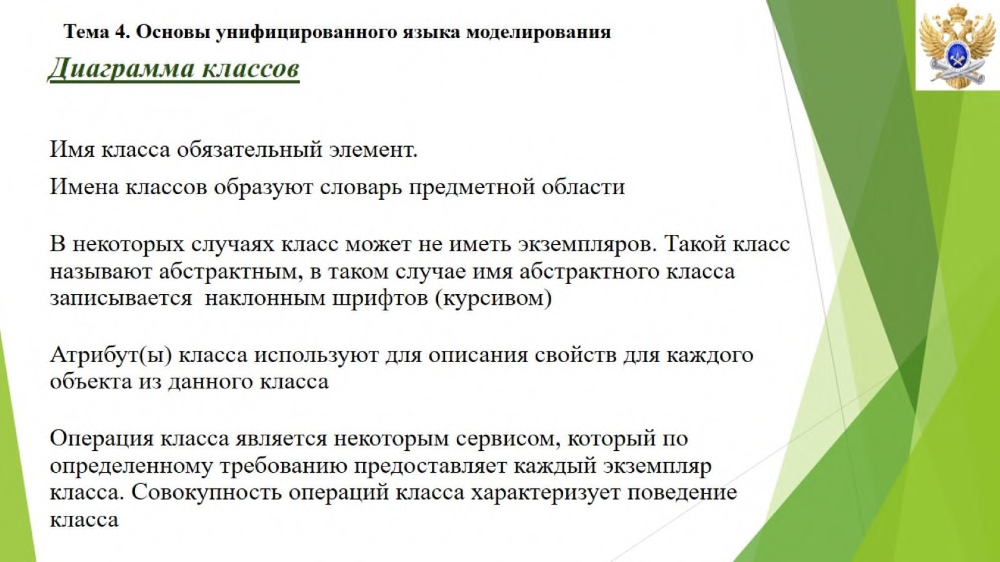 Тема 4. Основы унифицированного языка моделирования
Диаграмма классов
Имя класса обязательный элемент.
Имена классов образуют словарь предметной области
В некоторых случаях класс может не иметь экземпляров. Такой класс
называют абстрактным, в таком случае имя абстрактного класса
записывается  наклонным шрифтов (курсивом)
Атрибут(ы) класса используют для описания свойств для каждого
объекта из данного класса
Операция класса является некоторым сервисом, который по
определенному требованию предоставляет каждый экземпляр
класса. Совокупность операций класса характеризует поведение
класса